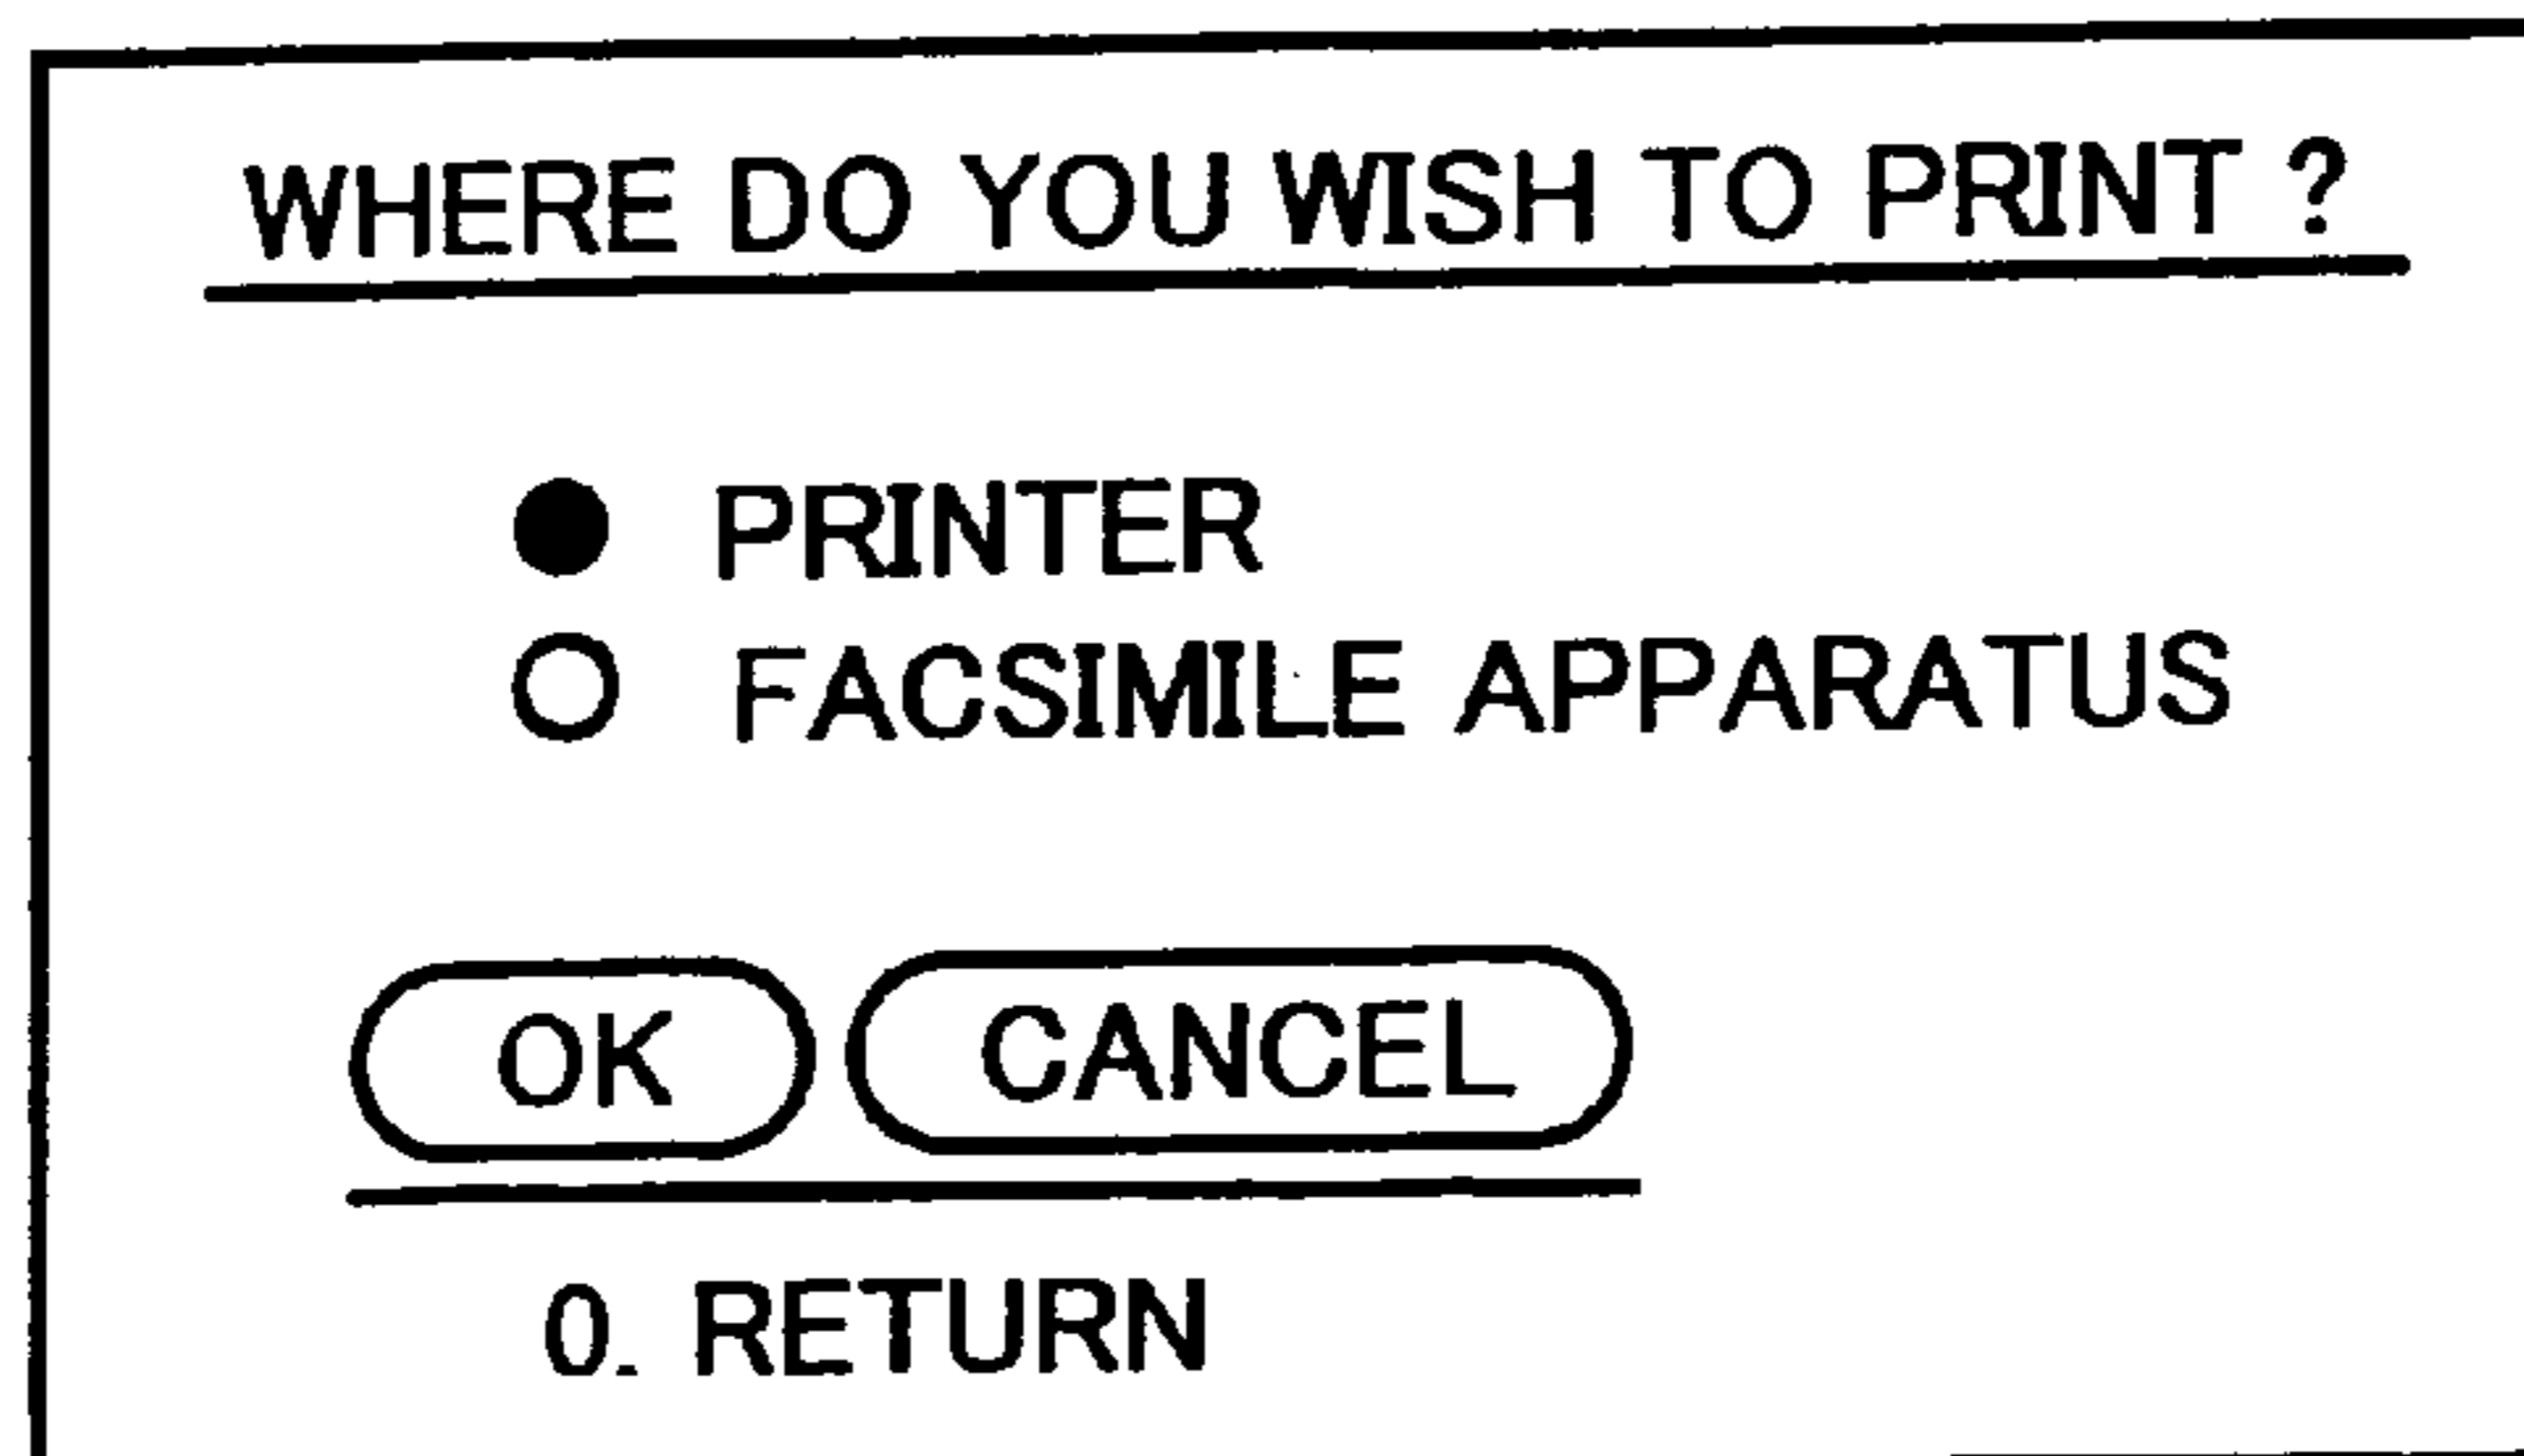 WHERE DO YOU WISH TO PRINT ?
PRINTER
FACSIMILE APPARATUS
OK CANCEL
0. RETURN